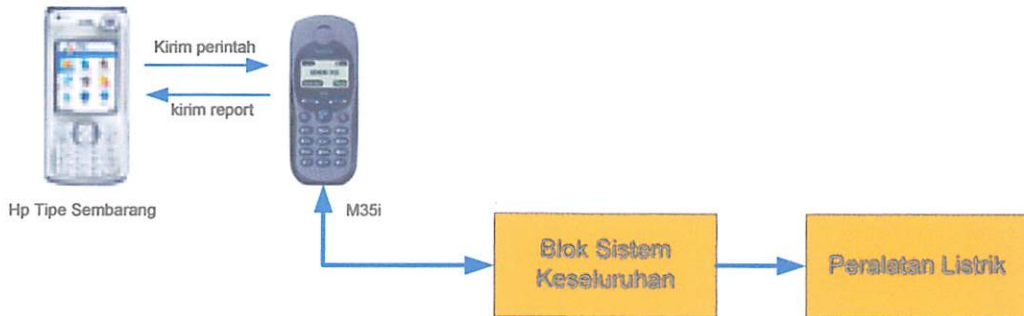 Kirim perintah
kirim report
Hp Tipe Sembarang
M35i
Blok Sistem
Keseluruhan
Peralatan Listrik